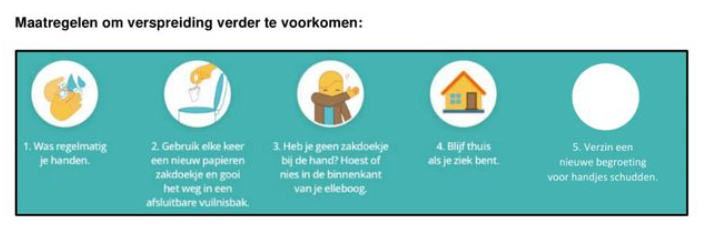 Maatregelen om verspreiding verder te voorkomen:
1. Was regelmatig
je handen.
2. Gebruik elke keer
een nieuw papieren
zakdoekje en gooi
het weg in een
afsluitbare vuilnisbak.
3. Heb je geen zakdoekje
bij de hand? Hoest of
nies in de binnenkant
van je elleboog.
4. Blijf thuis
als je ziek bent.
5. Verzin een
nieuwe begroeting
voor handjes schudden.